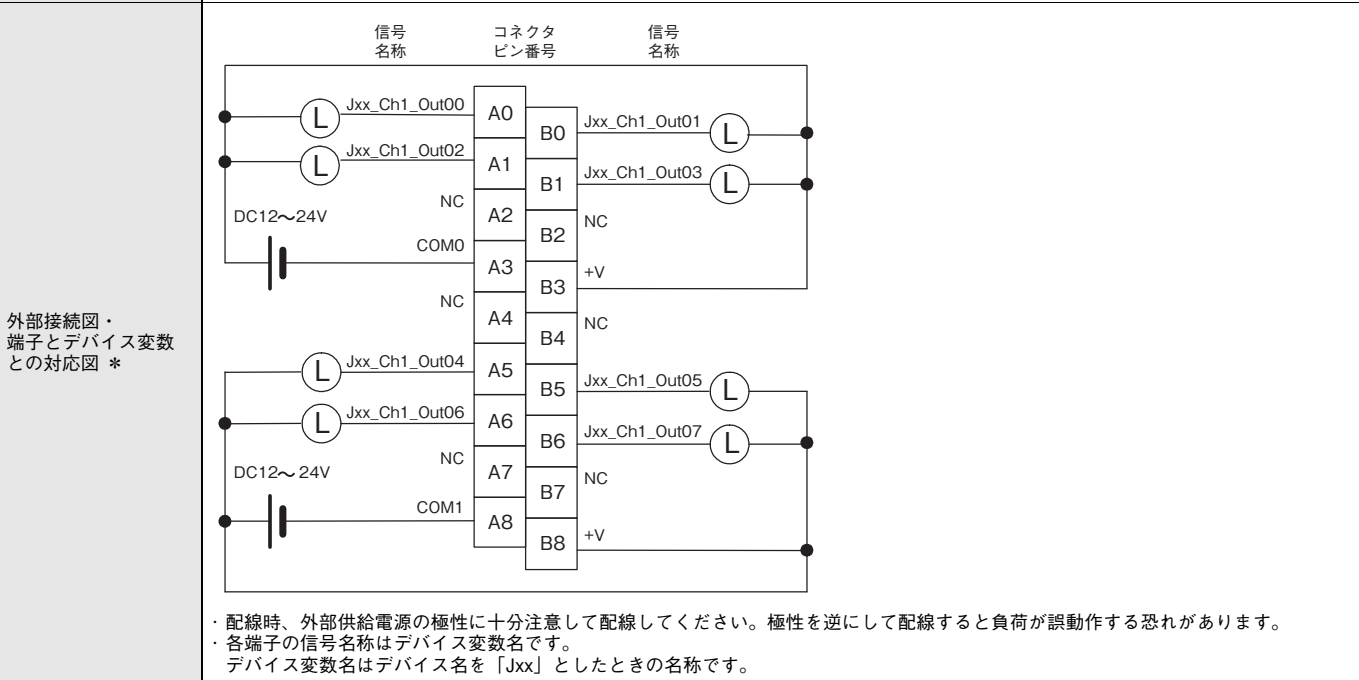 外部接続図・
端子とデバイス変数
との対応図 *
信号
名称
コネクタ
ピン番号
信号
名称
L Jxx_Ch1_Out00 A0
B0 Jxx_Ch1_Out01 L
L Jxx_Ch1_Out02 A1
B1 Jxx_Ch1_Out03 L
NC A2
B2 NC
DC12～24V
COM0 A3
B3 +V
NC A4
B4 NC
L Jxx_Ch1_Out04 A5
B5 Jxx_Ch1_Out05 L
L Jxx_Ch1_Out06 A6
B6 Jxx_Ch1_Out07 L
NC A7
B7 NC
DC12～24V
COM1 A8
B8 +V
・配線時、外部供給電源の極性に十分注意して配線してください。極性を逆にして配線すると負荷が誤動作する恐れがあります。
・各端子の信号名称はデバイス変数名です。
デバイス変数名はデバイス名を「Jxx」としたときの名称です。